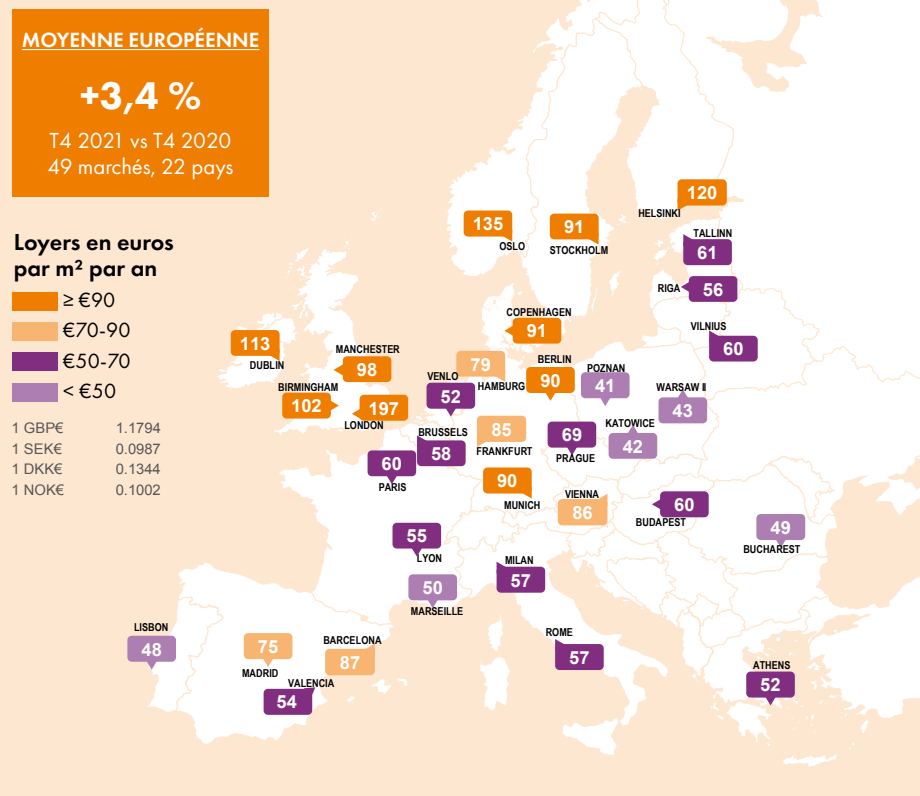 MOYENNE EUROPÉENNE
+3,4 %
T4 2021 vs T4 2020
49 marchés, 22 pays
Loyers en euros
par m² par an
≥ €90
€70-90
€50-70
< €50
1 GBP€ 1.1794
1 SEK€ 0.0987
1 DKK€ 0.1344
1 NOK€ 0.1002
120
HELSINKI
135
OSLO
91
STOCKHOLM
TALLINN
61
RIGA
56
COPENHAGEN
91
VILNIUS
60
113
DUBLIN
MANCHESTER
98
BIRMINGHAM
102
197
LONDON
VENLO
52
79
HAMBURG
BERLIN
90
POZNAN
41
WARSAW II
43
KATOWICE
42
BRUSSELS
58
85
FRANKFURT
69
PRAGUE
60
PARIS
90
MUNICH
VIENNA
86
60
BUDAPEST
49
BUCHAREST
55
LYON
50
MARSEILLE
MILAN
57
ROME
57
LISBON
48
75
MADRID
BARCELONA
87
VALENCIA
54
ATHENS
52